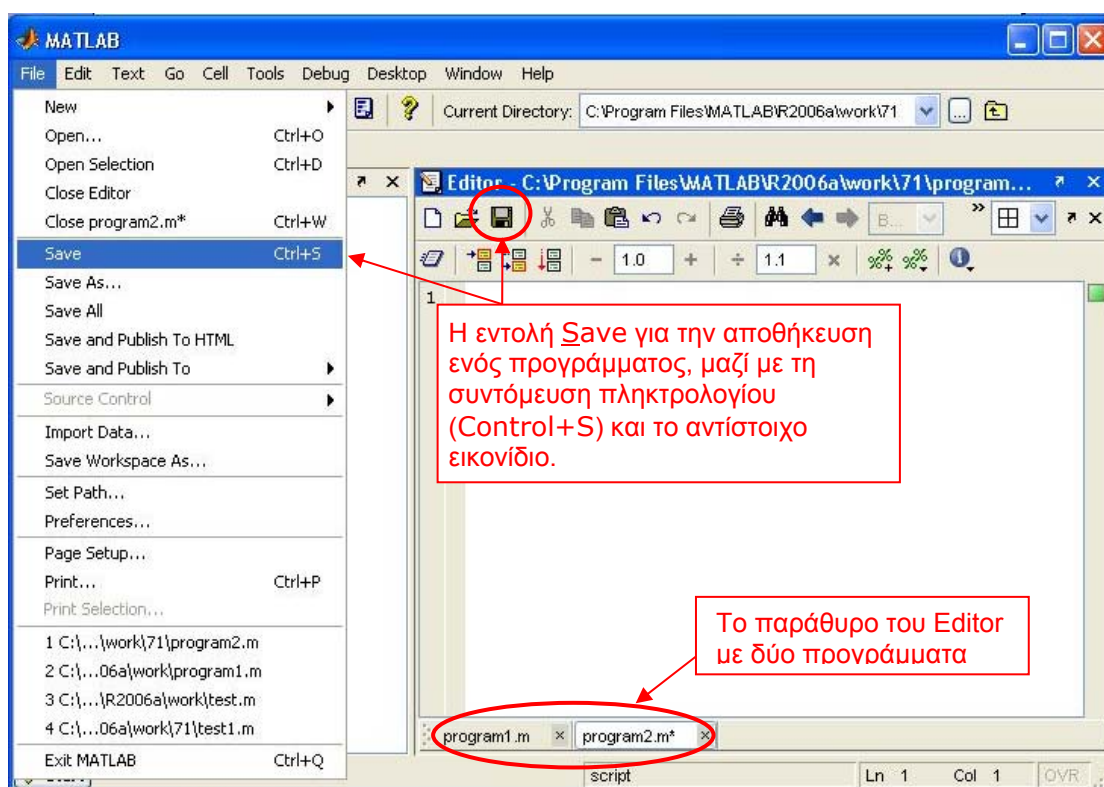 MATLAB
File Edit Text Go Cell Tools Debug Desktop Window Help
New
Open... Ctrl+O
Open Selection Ctrl+D
Close Editor
Close program2.m* Ctrl+W
Save Ctrl+S
Save As...
Save All
Save and Publish To HTML
Save and Publish To
Source Control
Import Data...
Save Workspace As...
Set Path...
Preferences...
Page Setup...
Print... Ctrl+P
Print Selection...
1 C:\...\work\71\program2.m
2 C:\...06a\work\program1.m
3 C:\...\R2006a\work\test.m
4 C:\...06a\work\71\test1.m
Exit MATLAB Ctrl+Q
Current Directory: C:\Program Files\MATLAB\R2006a\work\71
Editor - C:\Program Files\MATLAB\R2006a\work\71\program...
B...
− 1.0 + ÷ 1.1 ×
1
Η εντολή Save για την αποθήκευση
ενός προγράμματος, μαζί με τη
συντόμευση πληκτρολογίου
(Control+S) και το αντίστοιχο
εικονίδιο.
Το παράθυρο του Editor
με δύο προγράμματα
program1.m program2.m*
script Ln 1 Col 1 OVR